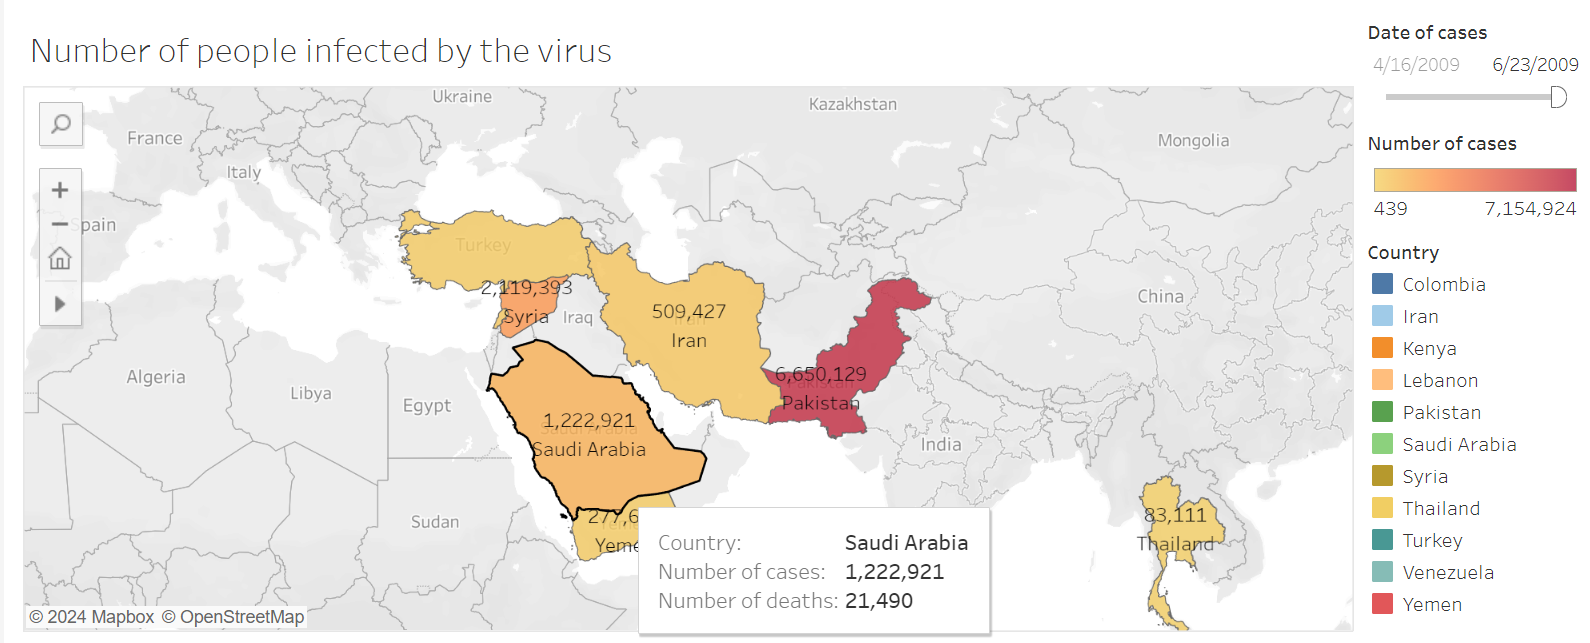 Number of people infected by the virus
Date of cases
4/16/2009 6/23/2009
Number of cases
439 7,154,924
Country
Colombia
Iran
Kenya
Lebanon
Pakistan
Saudi Arabia
Syria
Thailand
Turkey
Venezuela
Yemen
Ukraine
Kazakhstan
France
Mongolia
Italy
Spain
Turkey
2,119,393
Syria
Iraq
509,427
Iran
Iran
China
Algeria
Libya
Egypt
6,650,129
Pakistan
Pakistan
India
1,222,921
Saudi Arabia
Saudi Arabia
Sudan
277,6
Yeme
83,111
Thailand
Country: Saudi Arabia
Number of cases: 1,222,921
Number of deaths: 21,490
© 2024 Mapbox © OpenStreetMap